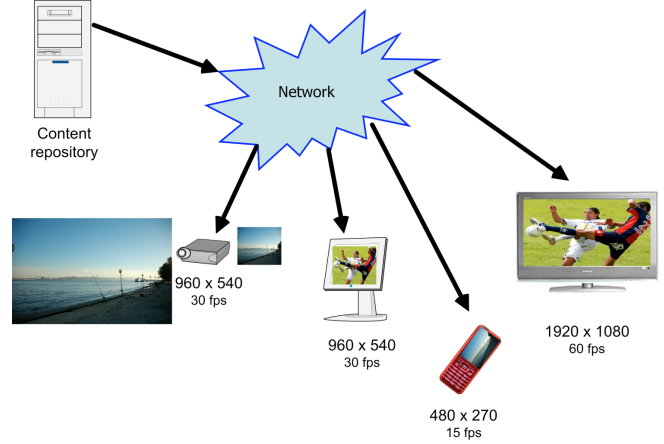 Network
Content
repository
960 x 540
30 fps
960 x 540
30 fps
1920 x 1080
60 fps
480 x 270
15 fps